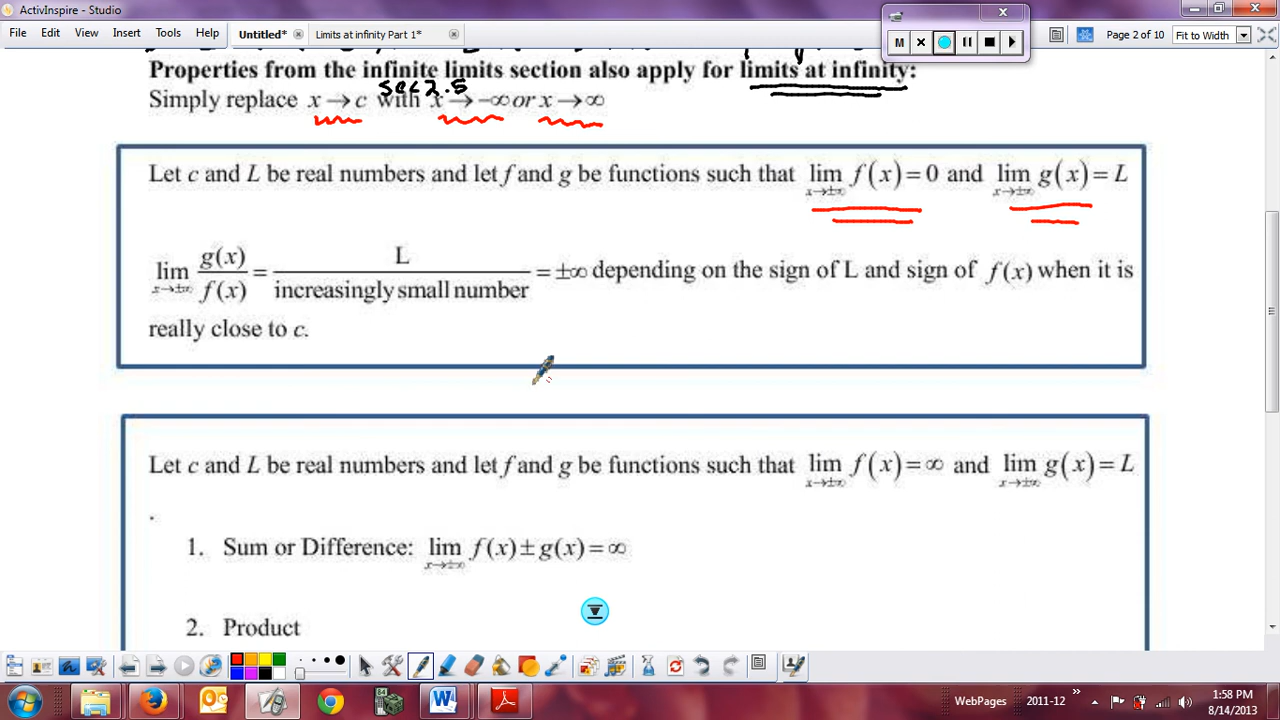 ActivInspire - Studio
File Edit View Insert Tools Help Untitled* Limits at infinity Part 1* Page 2 of 10 Fit to Width
M
Properties from the infinite limits section also apply for limits at infinity:
sec 2.5
Simply replace x→c with x→−∞ or x→∞
Let c and L be real numbers and let f and g be functions such that lim x→±∞ f(x)=0 and lim x→±∞ g(x)=L
lim x→±∞ g(x)/f(x) = L/increasingly small number = ±∞ depending on the sign of L and sign of f(x) when it is
really close to c.
Let c and L be real numbers and let f and g be functions such that lim x→±∞ f(x)=∞ and lim x→±∞ g(x)=L
.
1. Sum or Difference: lim x→±∞ f(x)±g(x)=∞
2. Product
WebPages 2011-12 1:58 PM
8/14/2013